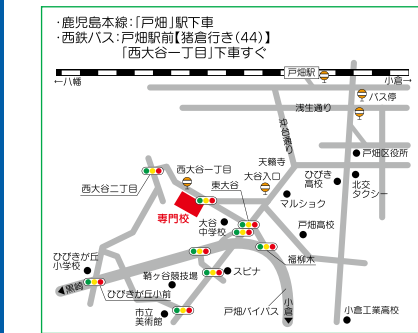 ・鹿児島本線：「戸畑」駅下車
・西鉄バス：戸畑駅前【猪倉行き(44)】
「西大谷一丁目」下車すぐ
戸畑駅
←八幡
小倉→
バス停
浅生通り
天籟寺
戸畑区役所
西大谷一丁目
大谷入口
ひびき
高校
北交
タクシー
西大谷二丁目
東大谷
マルショク
専門校
大谷
中学校
戸畑高校
ひびきが丘
小学校
福柳木
鞘ヶ谷競技場
スピナ
黒崎
ひびきが丘小前
戸畑バイパス
小倉
市立
美術館
小倉工業高校